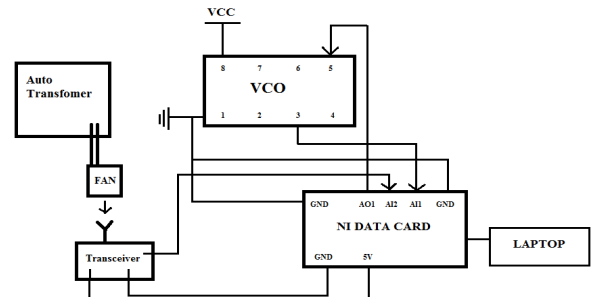 VCC
8 7 6 5
VCO
1 2 3 4
Auto
Transfomer
FAN
GND AO1 AI2 AI1 GND
NI DATA CARD
GND 5V
LAPTOP
Transceiver